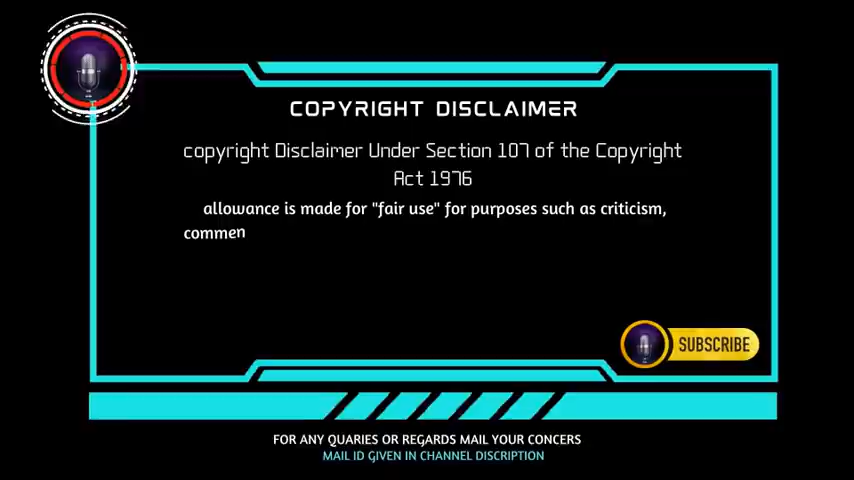 COPYRIGHT DISCLAIMER
copyright Disclaimer Under Section 107 of the Copyright
Act 1976
allowance is made for "fair use" for purposes such as criticism,
commen
SUBSCRIBE
FOR ANY QUARIES OR REGARDS MAIL YOUR CONCERS
MAIL ID GIVEN IN CHANNEL DISCRIPTION